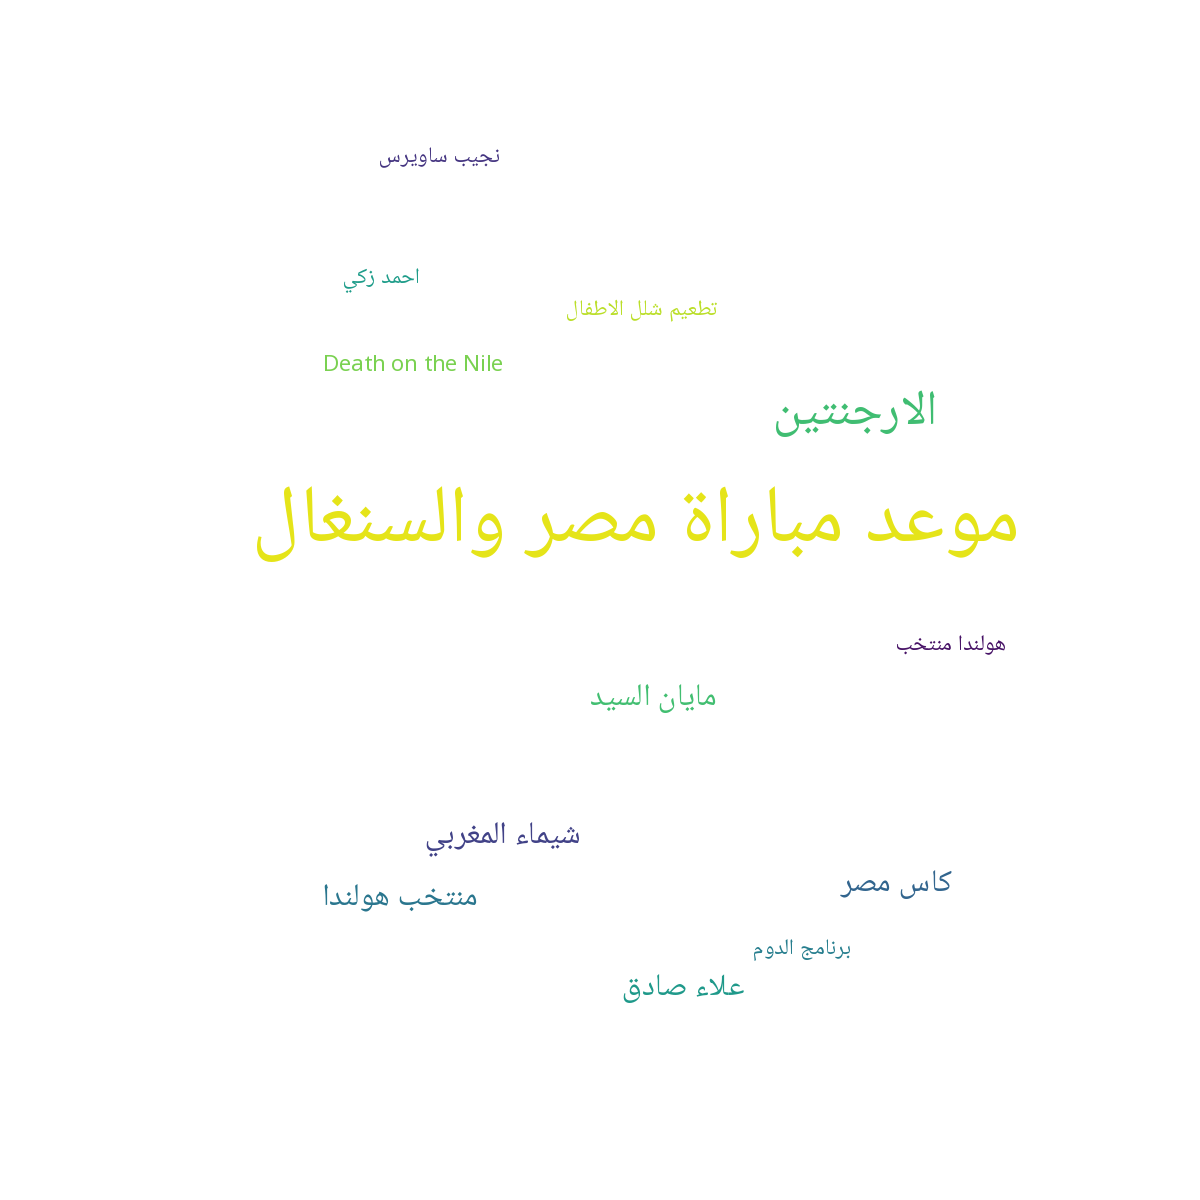 نجيب ساويرس
احمد زكي
تطعيم شلل الاطفال
Death on the Nile
الارجنتين
موعد مباراة مصر والسنغال
هولندا منتخب
مايان السيد
شيماء المغربي
كاس مصر
منتخب هولندا
برنامج الدوم
علاء صادق